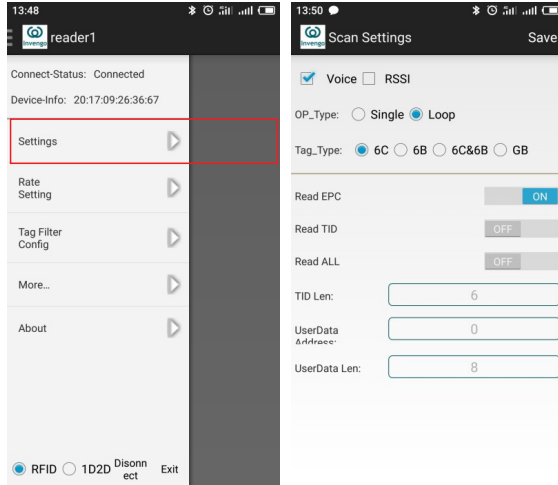 13:48
invengo reader1
Connect-Status: Connected
Device-Info: 20:17:09:26:36:67
Settings
Rate
Setting
Tag Filter
Config
More...
About
RFID 1D2D Disonn
ect Exit
13:50
invengo Scan Settings Save
Voice RSSI
OP_Type: Single Loop
Tag_Type: 6C 6B 6C&6B GB
Read EPC ON
Read TID OFF
Read ALL OFF
TID Len: 6
UserData
Address: 0
UserData Len: 8